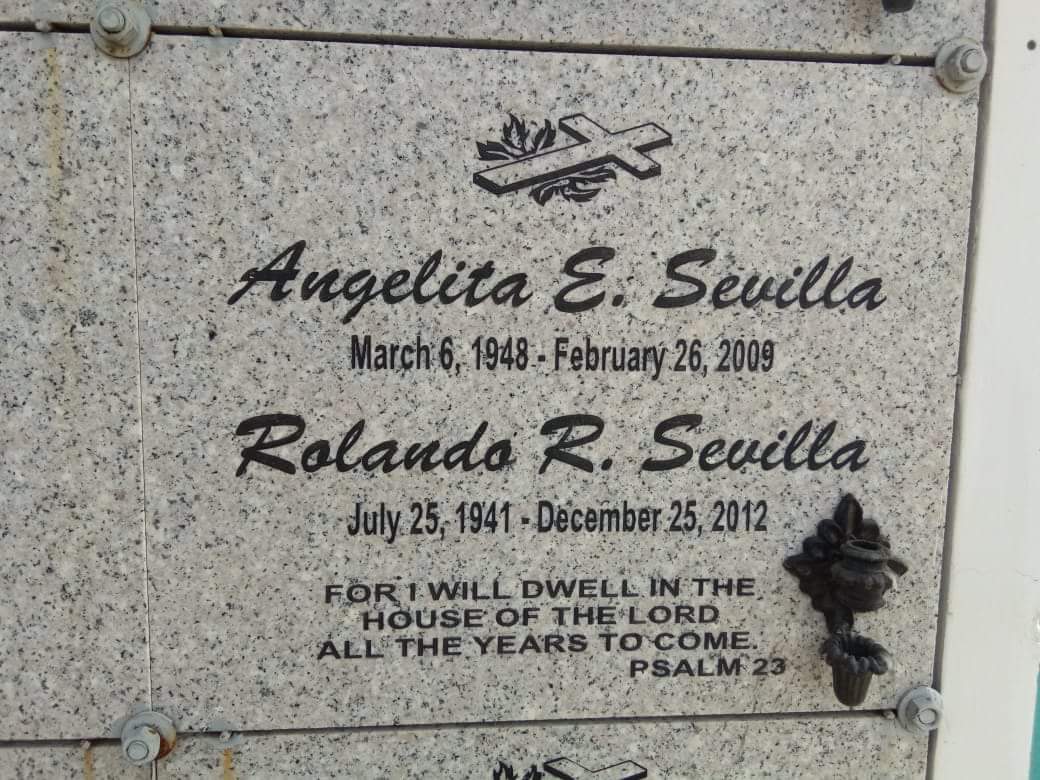 Angelita E. Sevilla
March 6, 1948 - February 26, 2009
Rolando R. Sevilla
July 25, 1941 - December 25, 2012
FOR I WILL DWELL IN THE
HOUSE OF THE LORD
ALL THE YEARS TO COME.
PSALM 23